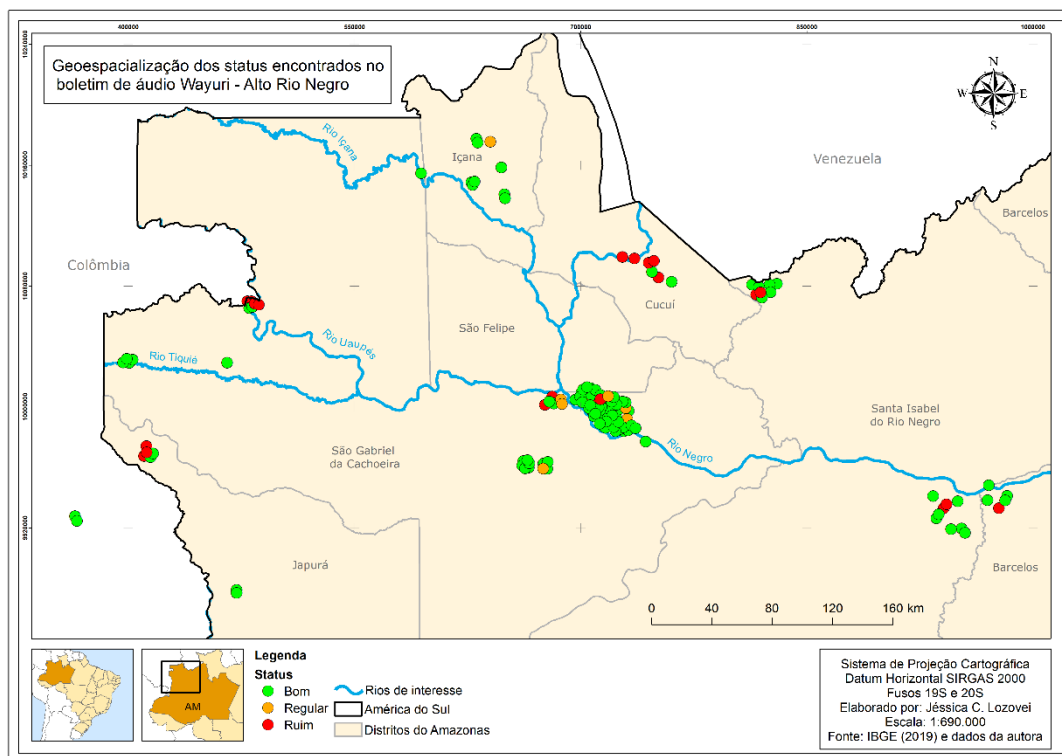 400000
550000
700000
850000
1000000
Geoespacialização dos status encontrados no
boletim de áudio Wayuri - Alto Rio Negro
N
W
E
S
Rio Içana
Içana
Venezuela
Barcelos
Colômbia
Cucuí
São Felipe
Rio Uaupés
Rio Tiquié
Santa Isabel
do Rio Negro
São Gabriel
da Cachoeira
Rio Negro
Japurá
Barcelos
0 40 80 120 160 km
AM
Legenda
Status
Bom
Regular
Ruim
Rios de interesse
América do Sul
Distritos do Amazonas
Sistema de Projeção Cartográfica
Datum Horizontal SIRGAS 2000
Fusos 19S e 20S
Elaborado por: Jéssica C. Lozovei
Escala: 1:690.000
Fonte: IBGE (2019) e dados da autora